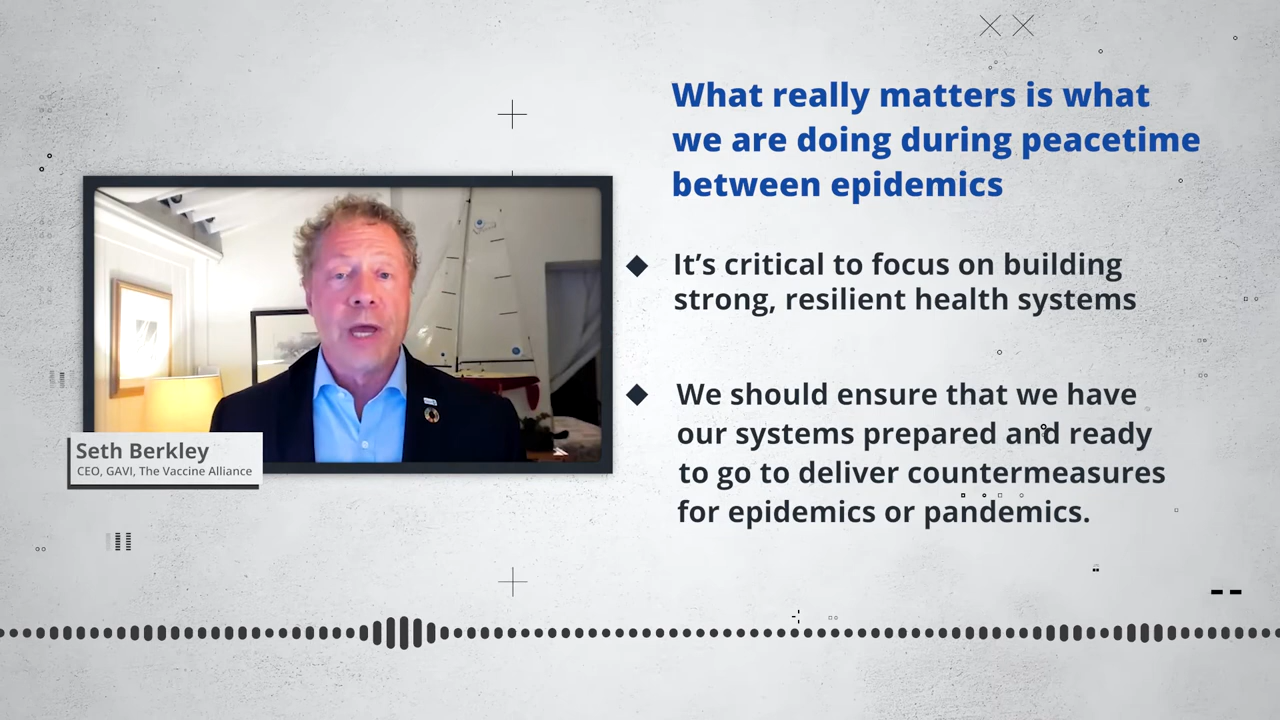 What really matters is what
we are doing during peacetime
between epidemics
It’s critical to focus on building
strong, resilient health systems
We should ensure that we have
our systems prepared and ready
to go to deliver countermeasures
for epidemics or pandemics.
Seth Berkley
CEO, GAVI, The Vaccine Alliance